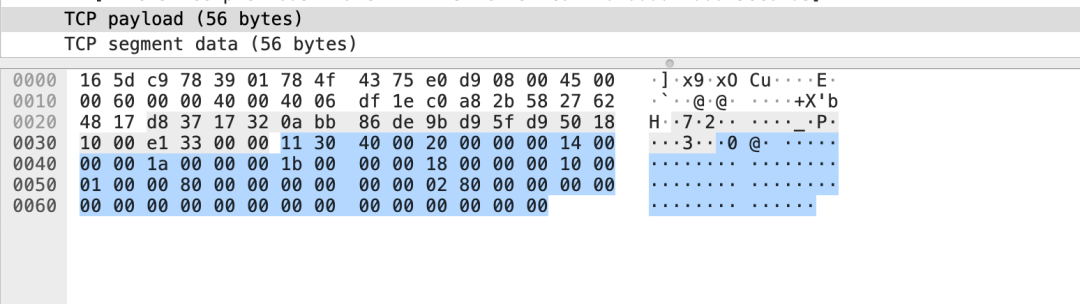 TCP payload (56 bytes)
TCP segment data (56 bytes)
0000 16 5d c9 78 39 01 78 4f 43 75 e0 d9 08 00 45 00 ·]·x9·xO Cu····E·
0010 00 60 00 00 40 00 40 06 df 1e c0 a8 2b 58 27 62 ·`··@·@· ····+X'b
0020 48 17 d8 37 17 32 0a bb 86 de 9b d9 5f d9 50 18 H··7·2·· ····_·P·
0030 10 00 e1 33 00 00 11 30 40 00 20 00 00 00 14 00 ···3···0 @· ·····
0040 00 00 1a 00 00 00 1b 00 00 00 18 00 00 00 10 00 ········ ········
0050 01 00 00 80 00 00 00 00 00 00 02 80 00 00 00 00 ········ ········
0060 00 00 00 00 00 00 00 00 00 00 00 00 00 00 ········ ······